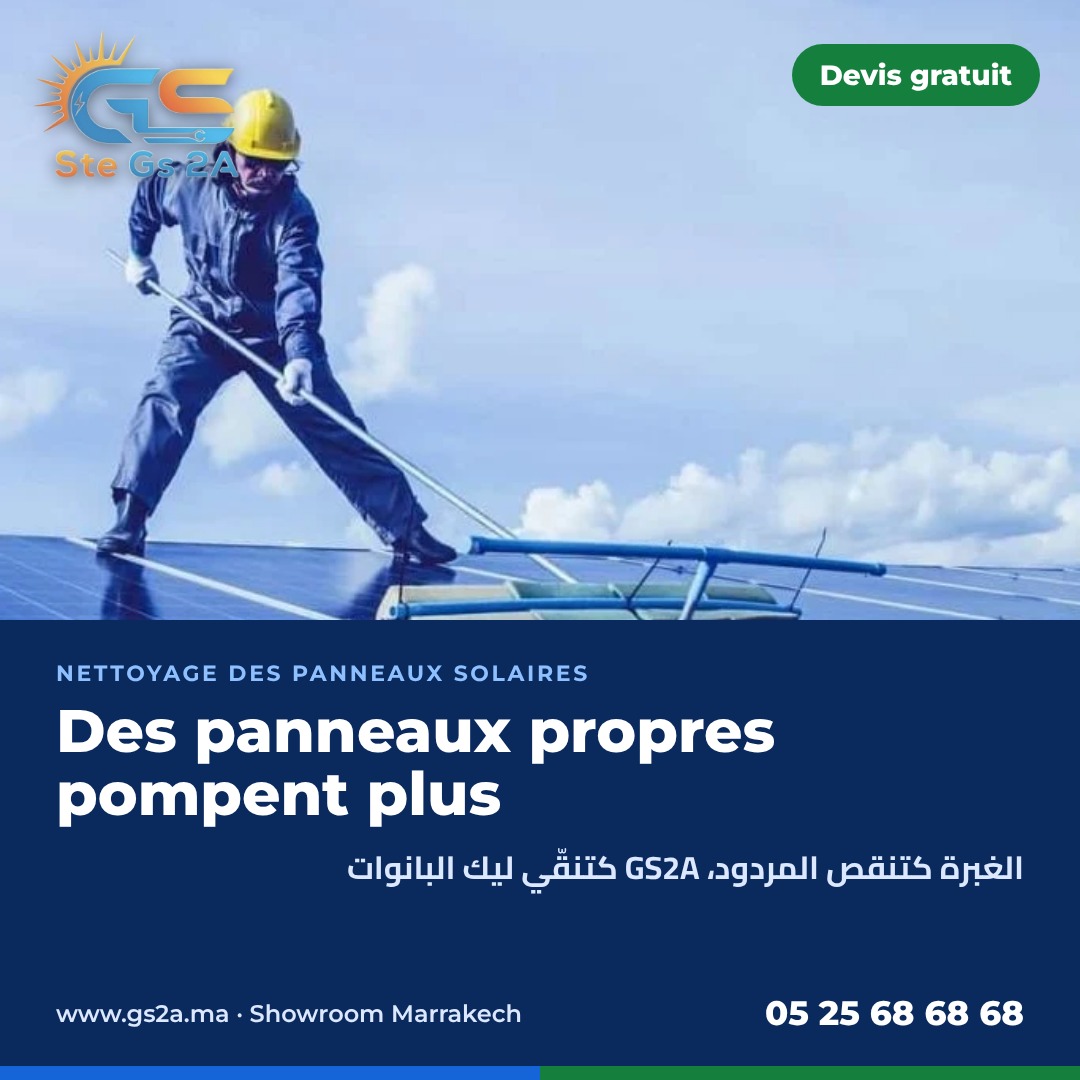 GS
Ste Gs 2A
Devis gratuit
NETTOYAGE DES PANNEAUX SOLAIRES
Des panneaux propres
pompent plus
الغبرة كتنقص المردود، GS2A كتنقّي ليك البانوات
www.gs2a.ma · Showroom Marrakech
05 25 68 68 68